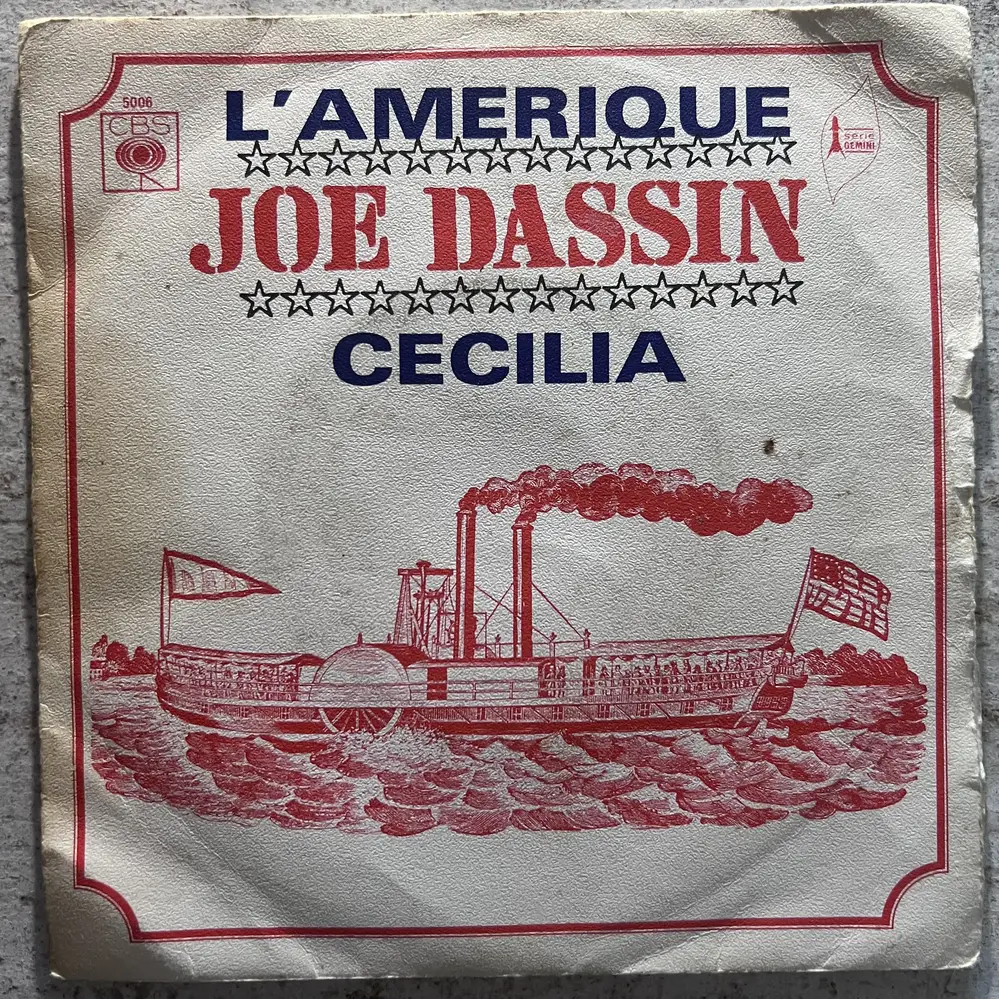 5006
CBS
L'AMERIQUE
série
GEMINI
JOE DASSIN
CECILIA